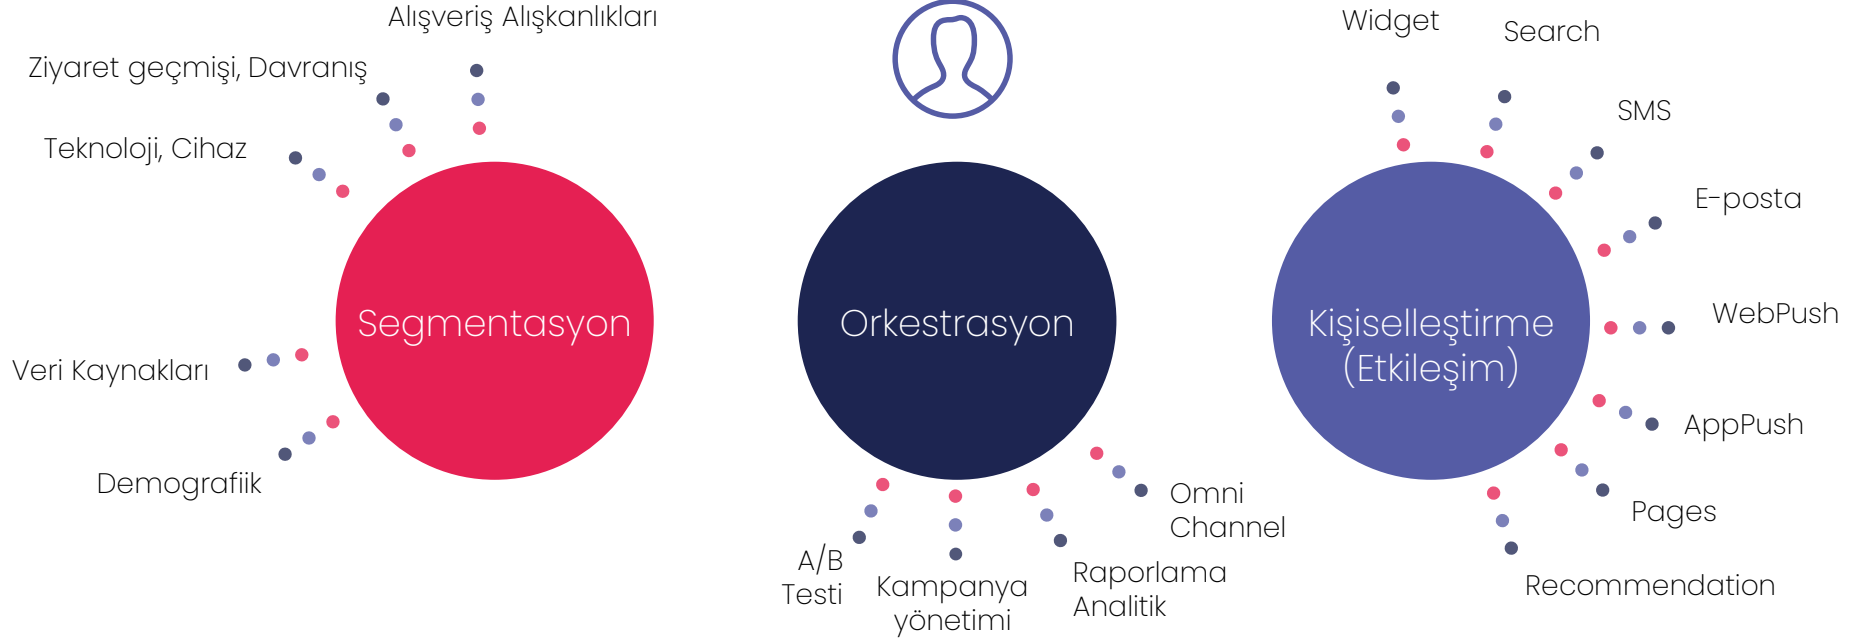 Alışveriş Alışkanlıkları
Ziyaret geçmişi, Davranış
Teknoloji, Cihaz
Segmentasyon
Veri Kaynakları
Demografiik
Orkestrasyon
A/B
Testi
Kampanya
yönetimi
Raporlama
Analitik
Omni
Channel
Widget
Search
SMS
E-posta
Kişiselleştirme
(Etkileşim)
WebPush
AppPush
Pages
Recommendation